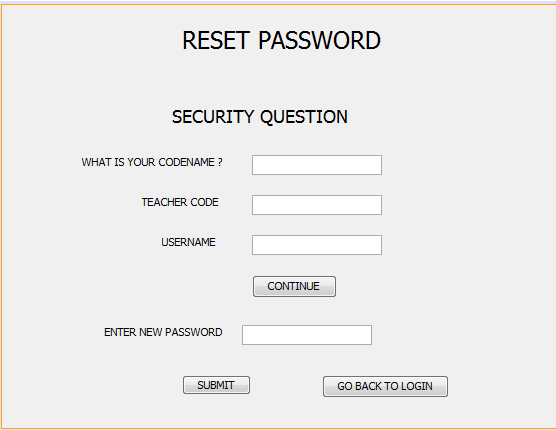 RESET PASSWORD
SECURITY QUESTION
WHAT IS YOUR CODENAME ?
TEACHER CODE
USERNAME
CONTINUE
ENTER NEW PASSWORD
SUBMIT GO BACK TO LOGIN